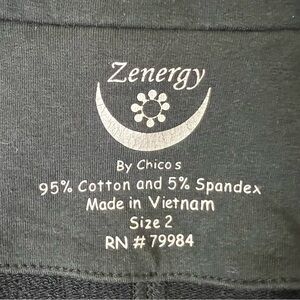 Zenergy
By Chico s
95% Cotton and 5% Spandex
Made in Vietnam
Size 2
RN # 79984